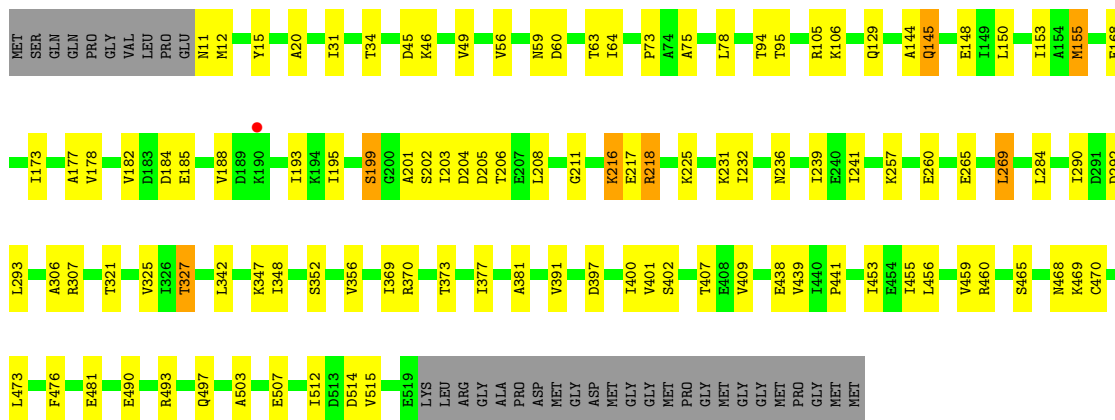 MET SER GLN GLN PRO GLY VAL LEU PRO GLU N11 M12 Y15 A20 I31 T34 D45 K46 V49 V56 N59 D60 T63 I64 P73 A74 A75 L78 T94 T95 R105 K106 Q129 A144 Q145 E148 I149 L150 I153 A154 M155 E168
I173 A177 V178 V182 D183 D184 E185 V188 D189 K190 I193 K194 I195 S199 G200 A201 S202 I203 D204 D205 T206 E207 L208 G211 K216 E217 R218 K225 K231 I232 N236 I239 E240 I241 K257 E260 E265 L269 L284 I290 D291 D292
L293 A306 R307 T321 V325 I326 T327 L342 K347 I348 S352 V356 I369 R370 T373 I377 A381 V391 D397 I400 V401 S402 T407 E408 V409 E438 V439 I440 P441 I453 E454 I455 L456 V459 R460 S465 N468 K469 C470
L473 F476 E481 E490 R493 Q497 A503 E507 I512 D513 D514 V515 E519 LYS LEU ARG GLY ALA PRO ASP MET GLY ASP MET GLY GLY MET PRO GLY MET GLY GLY MET PRO GLY MET MET